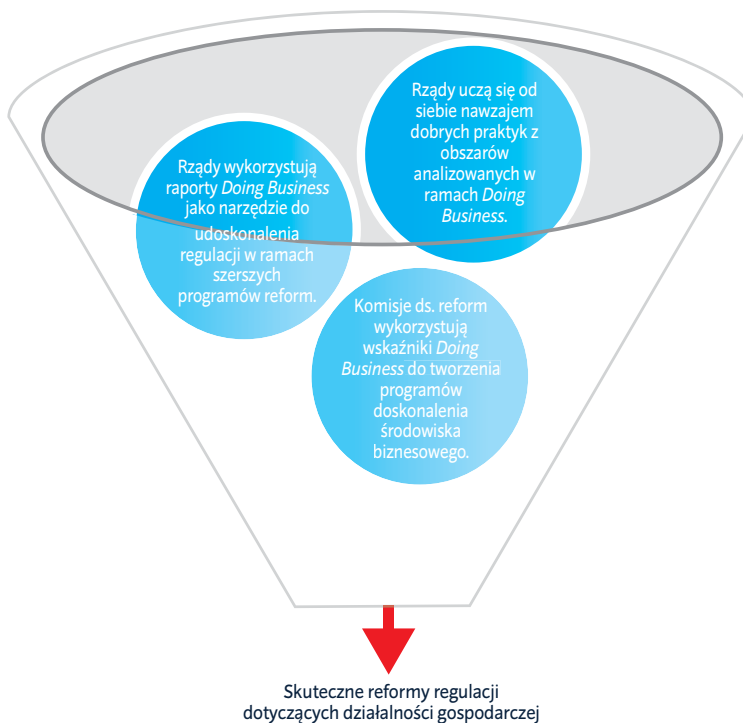 Rządy uczą się od
siebie nawzajem
dobrych praktyk z
obszarów
analizowanych w
ramach Doing
Business.
Rządy wykorzystują
raporty Doing Business
jako narzędzie do
udoskonalenia
regulacji w ramach
szerszych
programów reform.
Komisje ds. reform
wykorzystują
wskaźniki Doing
Business do tworzenia
programów
doskonalenia
środowiska
biznesowego.
Skuteczne reformy regulacji
dotyczących działalności gospodarczej